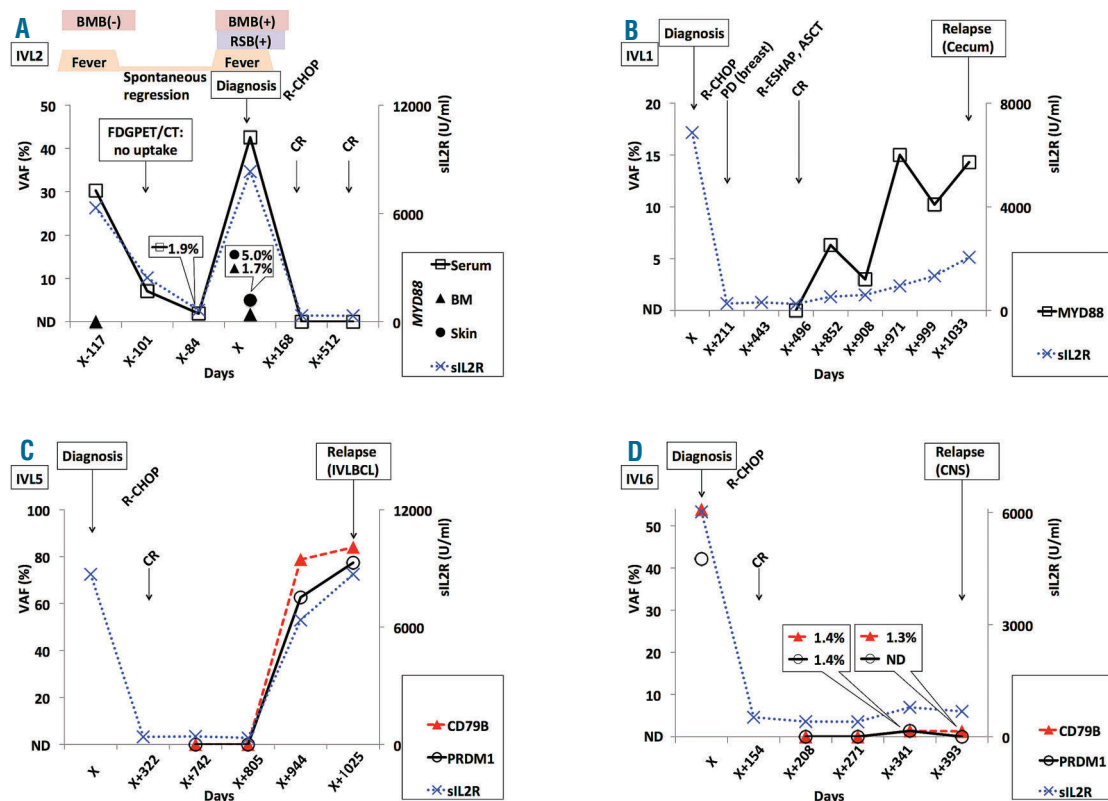 A
BMB(-)
BMB(+)
RSB(+)
IVL2
Fever
Fever
Spontaneous
regression
Diagnosis
R-CHOP
FDGPET/CT:
no uptake
CR
CR
1.9%
5.0%
1.7%
50
40
30
20
10
ND
VAF (%)
12000
6000
0
sIL2R (U/ml)
MYD88
Serum
BM
Skin
sIL2R
X-117
X-101
X-84
X
X+168
X+512
Days
B
IVL1
Diagnosis
R-CHOP
PD (breast)
R-ESHAP, ASCT
CR
Relapse
(Cecum)
20
15
10
5
ND
VAF (%)
8000
4000
0
sIL2R (U/ml)
MYD88
sIL2R
X
X+211
X+443
X+496
X+852
X+908
X+971
X+999
X+1033
Days
C
IVL5
Diagnosis
R-CHOP
CR
Relapse
(IVLBCL)
100
80
60
40
20
ND
VAF (%)
12000
6000
0
sIL2R (U/ml)
CD79B
PRDM1
sIL2R
X
X+322
X+742
X+805
X+944
X+1025
Days
D
IVL6
Diagnosis
R-CHOP
CR
Relapse
(CNS)
1.4%
1.4%
1.3%
ND
50
40
30
20
10
ND
VAF (%)
6000
3000
0
sIL2R (U/ml)
CD79B
PRDM1
sIL2R
X
X+154
X+208
X+271
X+341
X+393
Days